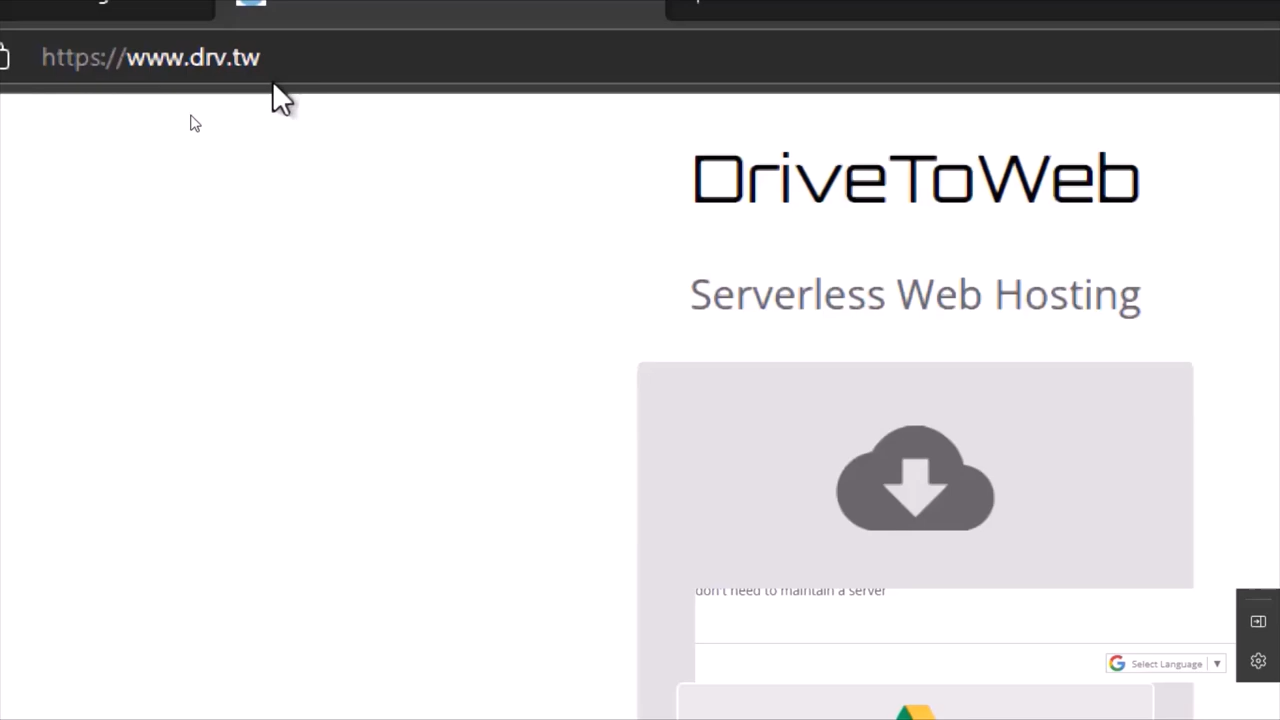 https://www.drv.tw
DriveToWeb
Serverless Web Hosting
don't need to maintain a server
Select Language